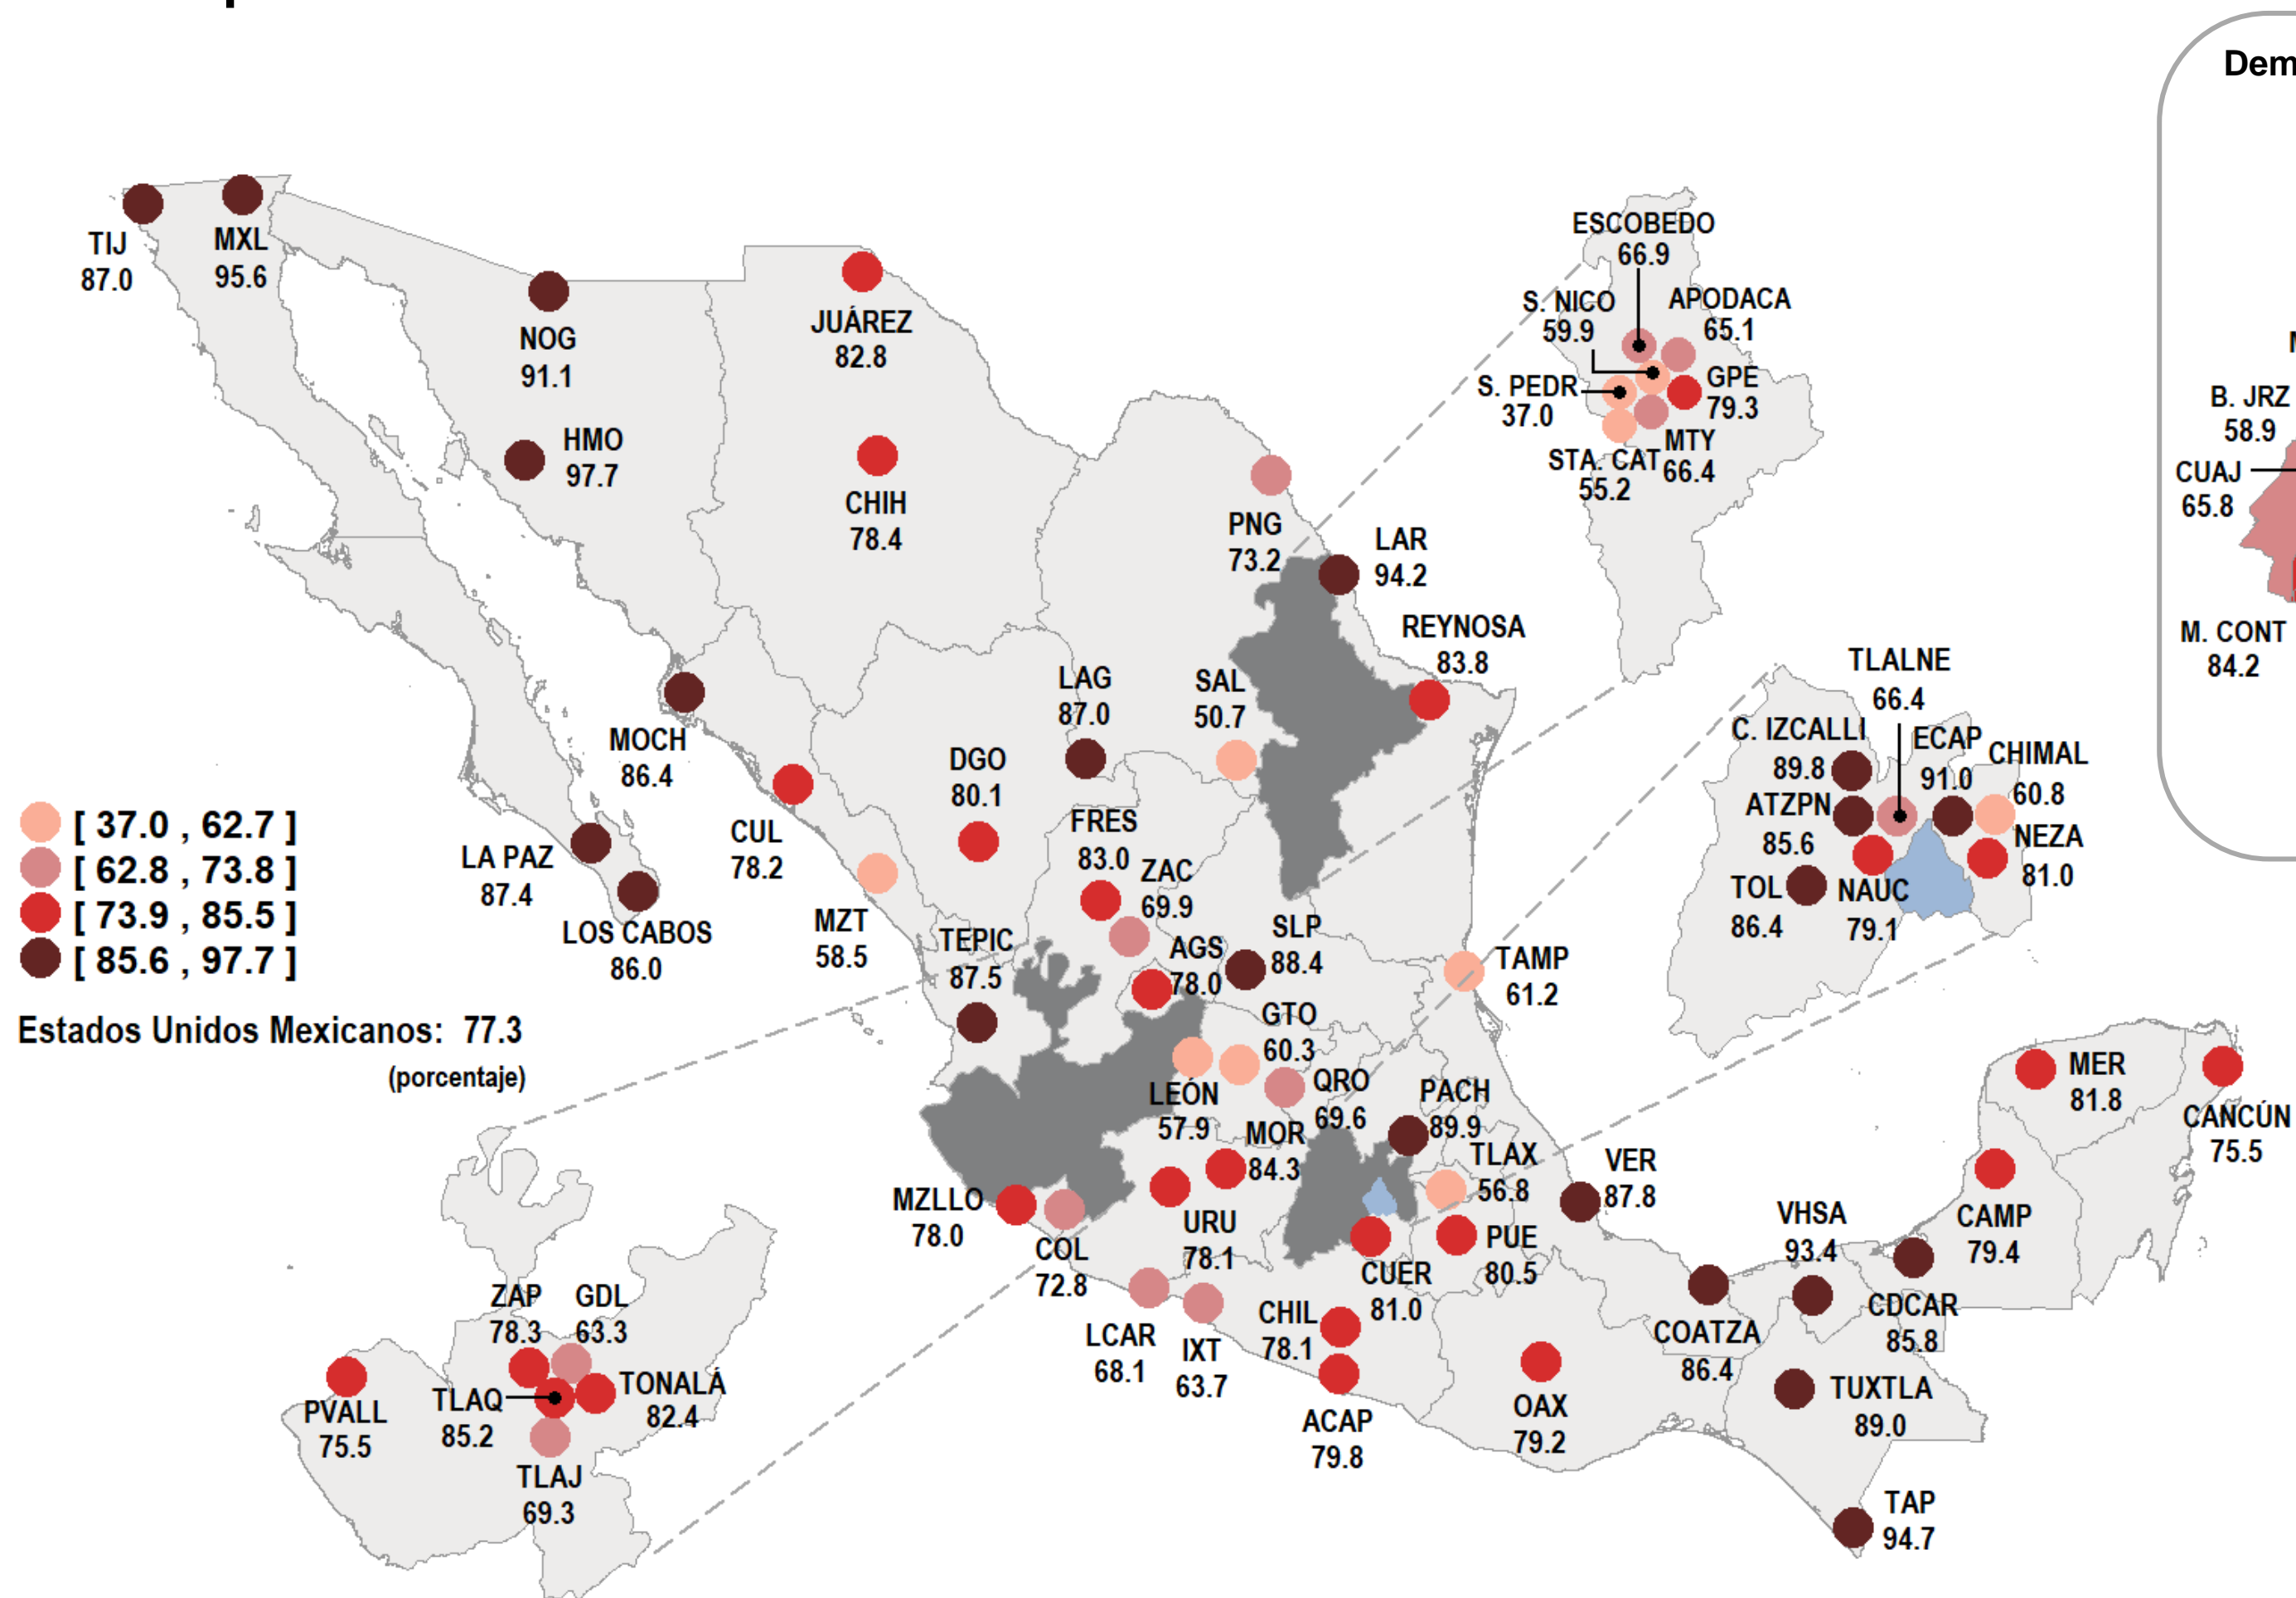 Dem
TIJ
87.0
MXL
95.6
NOG
91.1
HMO
97.7
JUÁREZ
82.8
CHIH
78.4
ESCOBEDO
66.9
S. NICO
59.9
APODACA
65.1
S. PEDR
37.0
GPE
79.3
STA. CAT
55.2
MTY
66.4
B. JRZ
58.9
CUAJ
65.8
M. CONT
84.2
PNG
73.2
LAR
94.2
REYNOSA
83.8
LAG
87.0
SAL
50.7
MOCH
86.4
DGO
80.1
CUL
78.2
FRES
83.0
ZAC
69.9
LA PAZ
87.4
LOS CABOS
86.0
MZT
58.5
TEPIC
87.5
AGS
78.0
SLP
88.4
TAMP
61.2
TLALNE
66.4
C. IZCALLI
89.8
ECAP
91.0
CHIMAL
60.8
ATZPN
85.6
NEZA
81.0
TOL
86.4
NAUC
79.1
[ 37.0 , 62.7 ]
[ 62.8 , 73.8 ]
[ 73.9 , 85.5 ]
[ 85.6 , 97.7 ]
Estados Unidos Mexicanos: 77.3
(porcentaje)
GTO
60.3
LEÓN
57.9
QRO
69.6
PACH
89.9
MOR
84.3
TLAX
56.8
MZLLO
78.0
COL
72.8
URU
78.1
CUER
81.0
PUE
80.5
VER
87.8
MER
81.8
CANCÚN
75.5
CAMP
79.4
VHSA
93.4
CDCAR
85.8
COATZA
86.4
LCAR
68.1
IXT
63.7
CHIL
78.1
ACAP
79.8
OAX
79.2
TUXTLA
89.0
TAP
94.7
ZAP
78.3
GDL
63.3
PVALL
75.5
TLAQ
85.2
TONALÁ
82.4
TLAJ
69.3